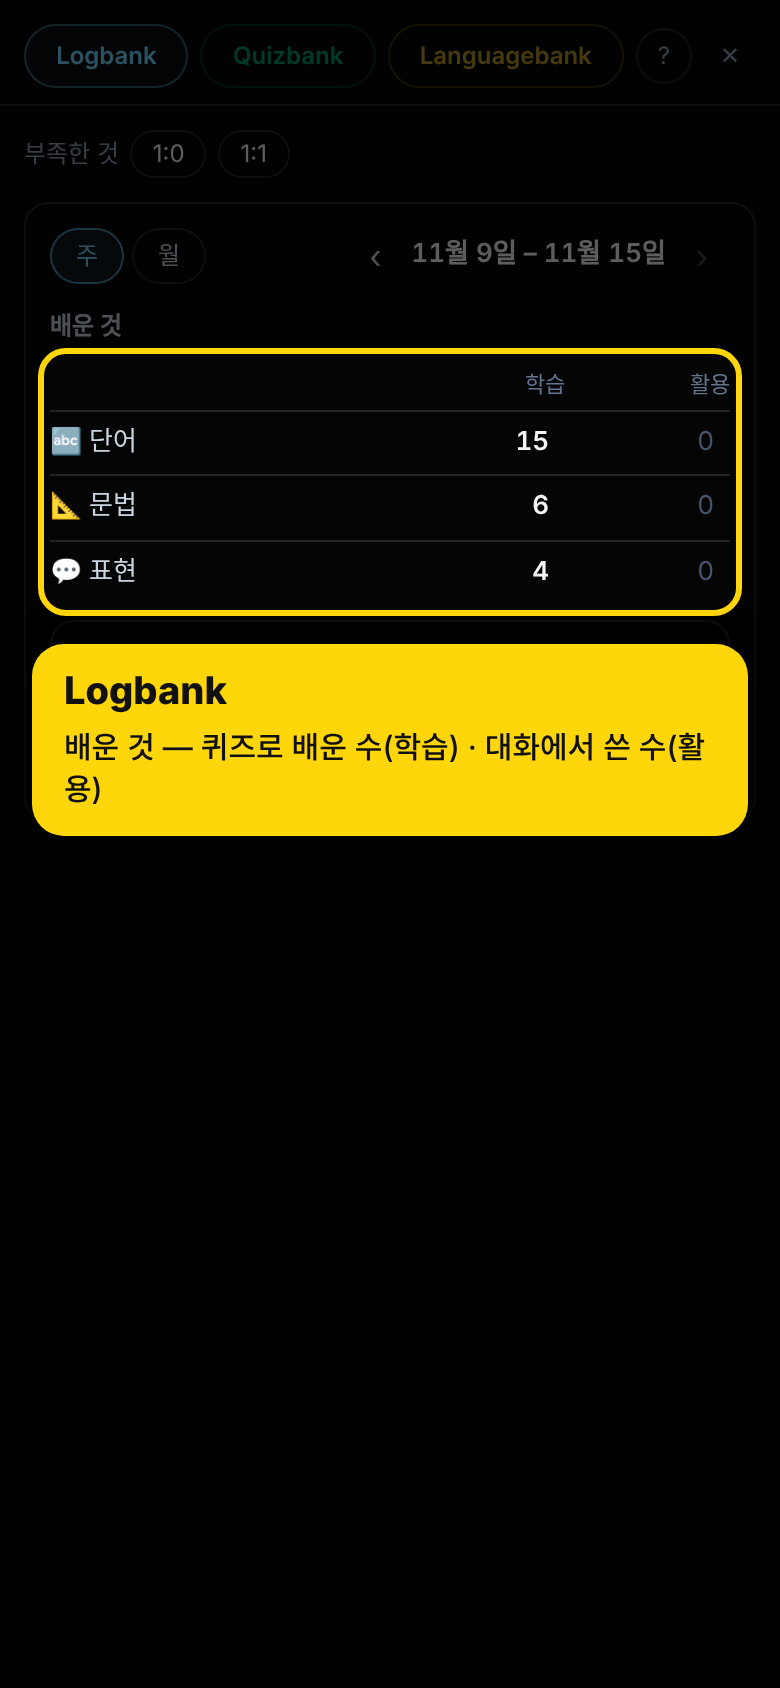 Logbank Quizbank Languagebank ? ×
부족한 것 1:0 1:1
주 월 ‹ 11월 9일 – 11월 15일 ›
배운 것
학습 활용
🔤 단어 15 0
📐 문법 6 0
💬 표현 4 0
Logbank
배운 것 — 퀴즈로 배운 수(학습) · 대화에서 쓴 수(활
용)